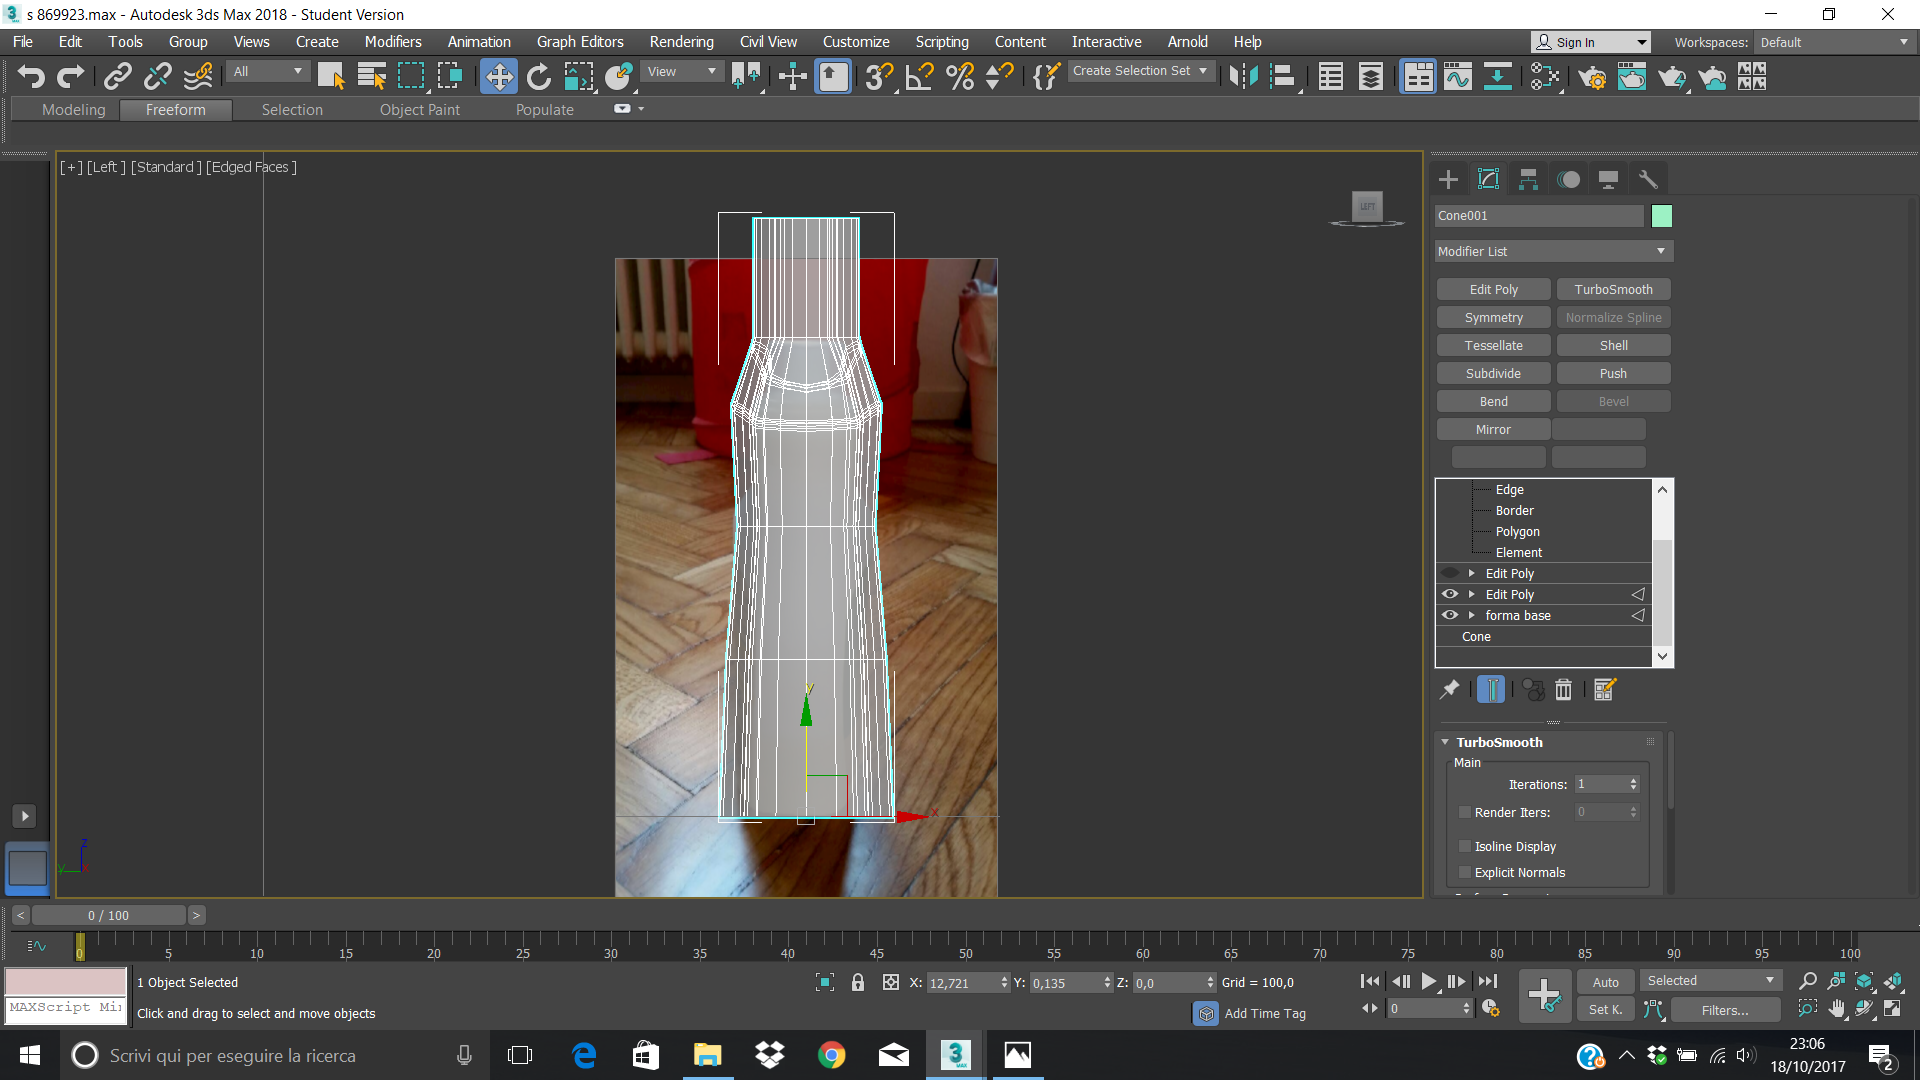 s 869923.max - Autodesk 3ds Max 2018 - Student Version
File Edit Tools Group Views Create Modifiers Animation Graph Editors Rendering Civil View Customize Scripting Content Interactive Arnold Help Sign In Workspaces: Default
All View Create Selection Set
Modeling Freeform Selection Object Paint Populate
[+] [Left ] [Standard ] [Edged Faces ]
LEFT
Cone001
Modifier List
Edit Poly TurboSmooth
Symmetry Normalize Spline
Tessellate Shell
Subdivide Push
Bend Bevel
Mirror
Edge
Border
Polygon
Element
Edit Poly
Edit Poly
forma base
Cone
TurboSmooth
Main
Iterations: 1
Render Iters: 0
Isoline Display
Explicit Normals
y
x
z
y x
< 0 / 100 >
0 5 10 15 20 25 30 35 40 45 50 55 60 65 70 75 80 85 90 95 100
1 Object Selected X: 12,721 Y: 0,135 Z: 0,0 Grid = 100,0 Auto Selected
MAXScript Mi
Click and drag to select and move objects Add Time Tag 0 Set K. Filters...
Scrivi qui per eseguire la ricerca
3 MAX
23:06
18/10/2017
2